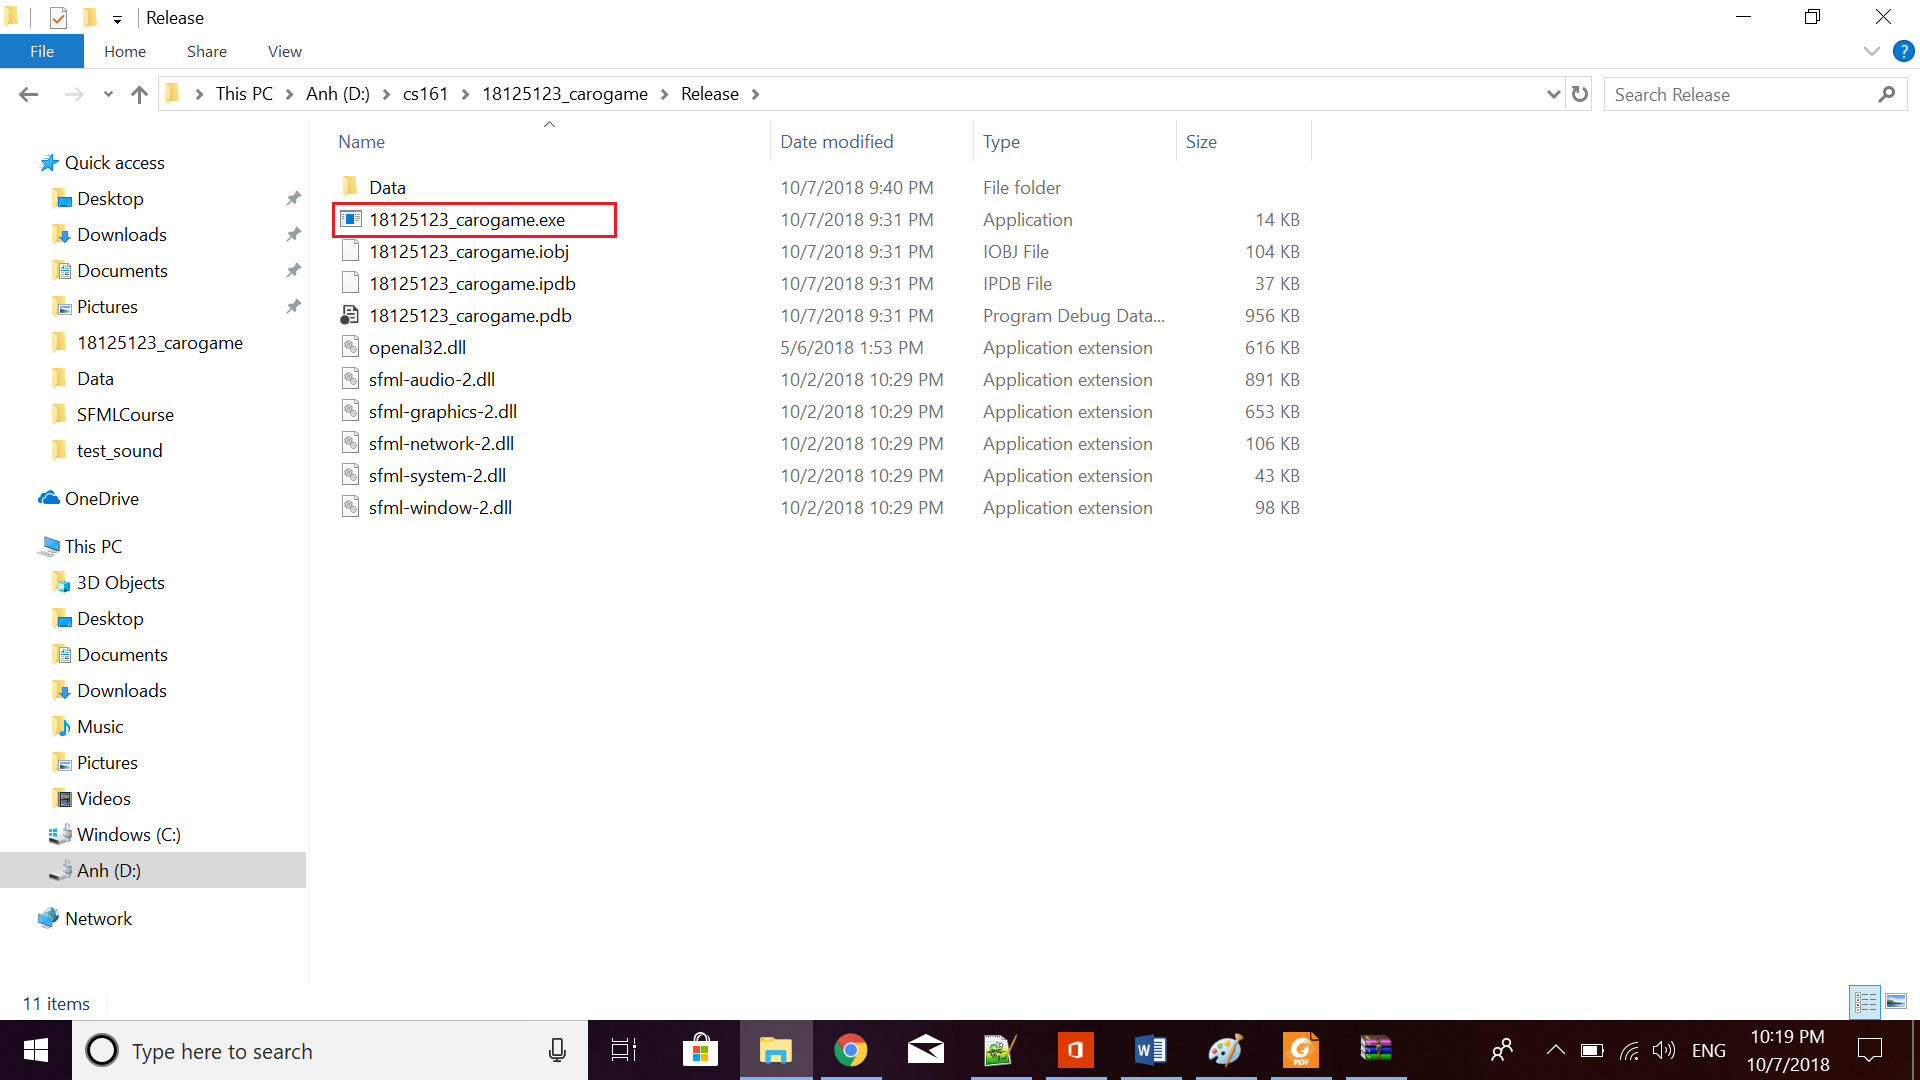 Release
File Home Share View
This PC Anh (D:) cs161 18125123_carogame Release
Search Release
Name Date modified Type Size
Quick access
Desktop
Downloads
Documents
Pictures
18125123_carogame
Data
SFMLCourse
test_sound
OneDrive
This PC
3D Objects
Desktop
Documents
Downloads
Music
Pictures
Videos
Windows (C:)
Anh (D:)
Network
Data 10/7/2018 9:40 PM File folder
18125123_carogame.exe 10/7/2018 9:31 PM Application 14 KB
18125123_carogame.iobj 10/7/2018 9:31 PM IOBJ File 104 KB
18125123_carogame.ipdb 10/7/2018 9:31 PM IPDB File 37 KB
18125123_carogame.pdb 10/7/2018 9:31 PM Program Debug Data... 956 KB
openal32.dll 5/6/2018 1:53 PM Application extension 616 KB
sfml-audio-2.dll 10/2/2018 10:29 PM Application extension 891 KB
sfml-graphics-2.dll 10/2/2018 10:29 PM Application extension 653 KB
sfml-network-2.dll 10/2/2018 10:29 PM Application extension 106 KB
sfml-system-2.dll 10/2/2018 10:29 PM Application extension 43 KB
sfml-window-2.dll 10/2/2018 10:29 PM Application extension 98 KB
11 items
Type here to search
PDF
ENG
10:19 PM
10/7/2018